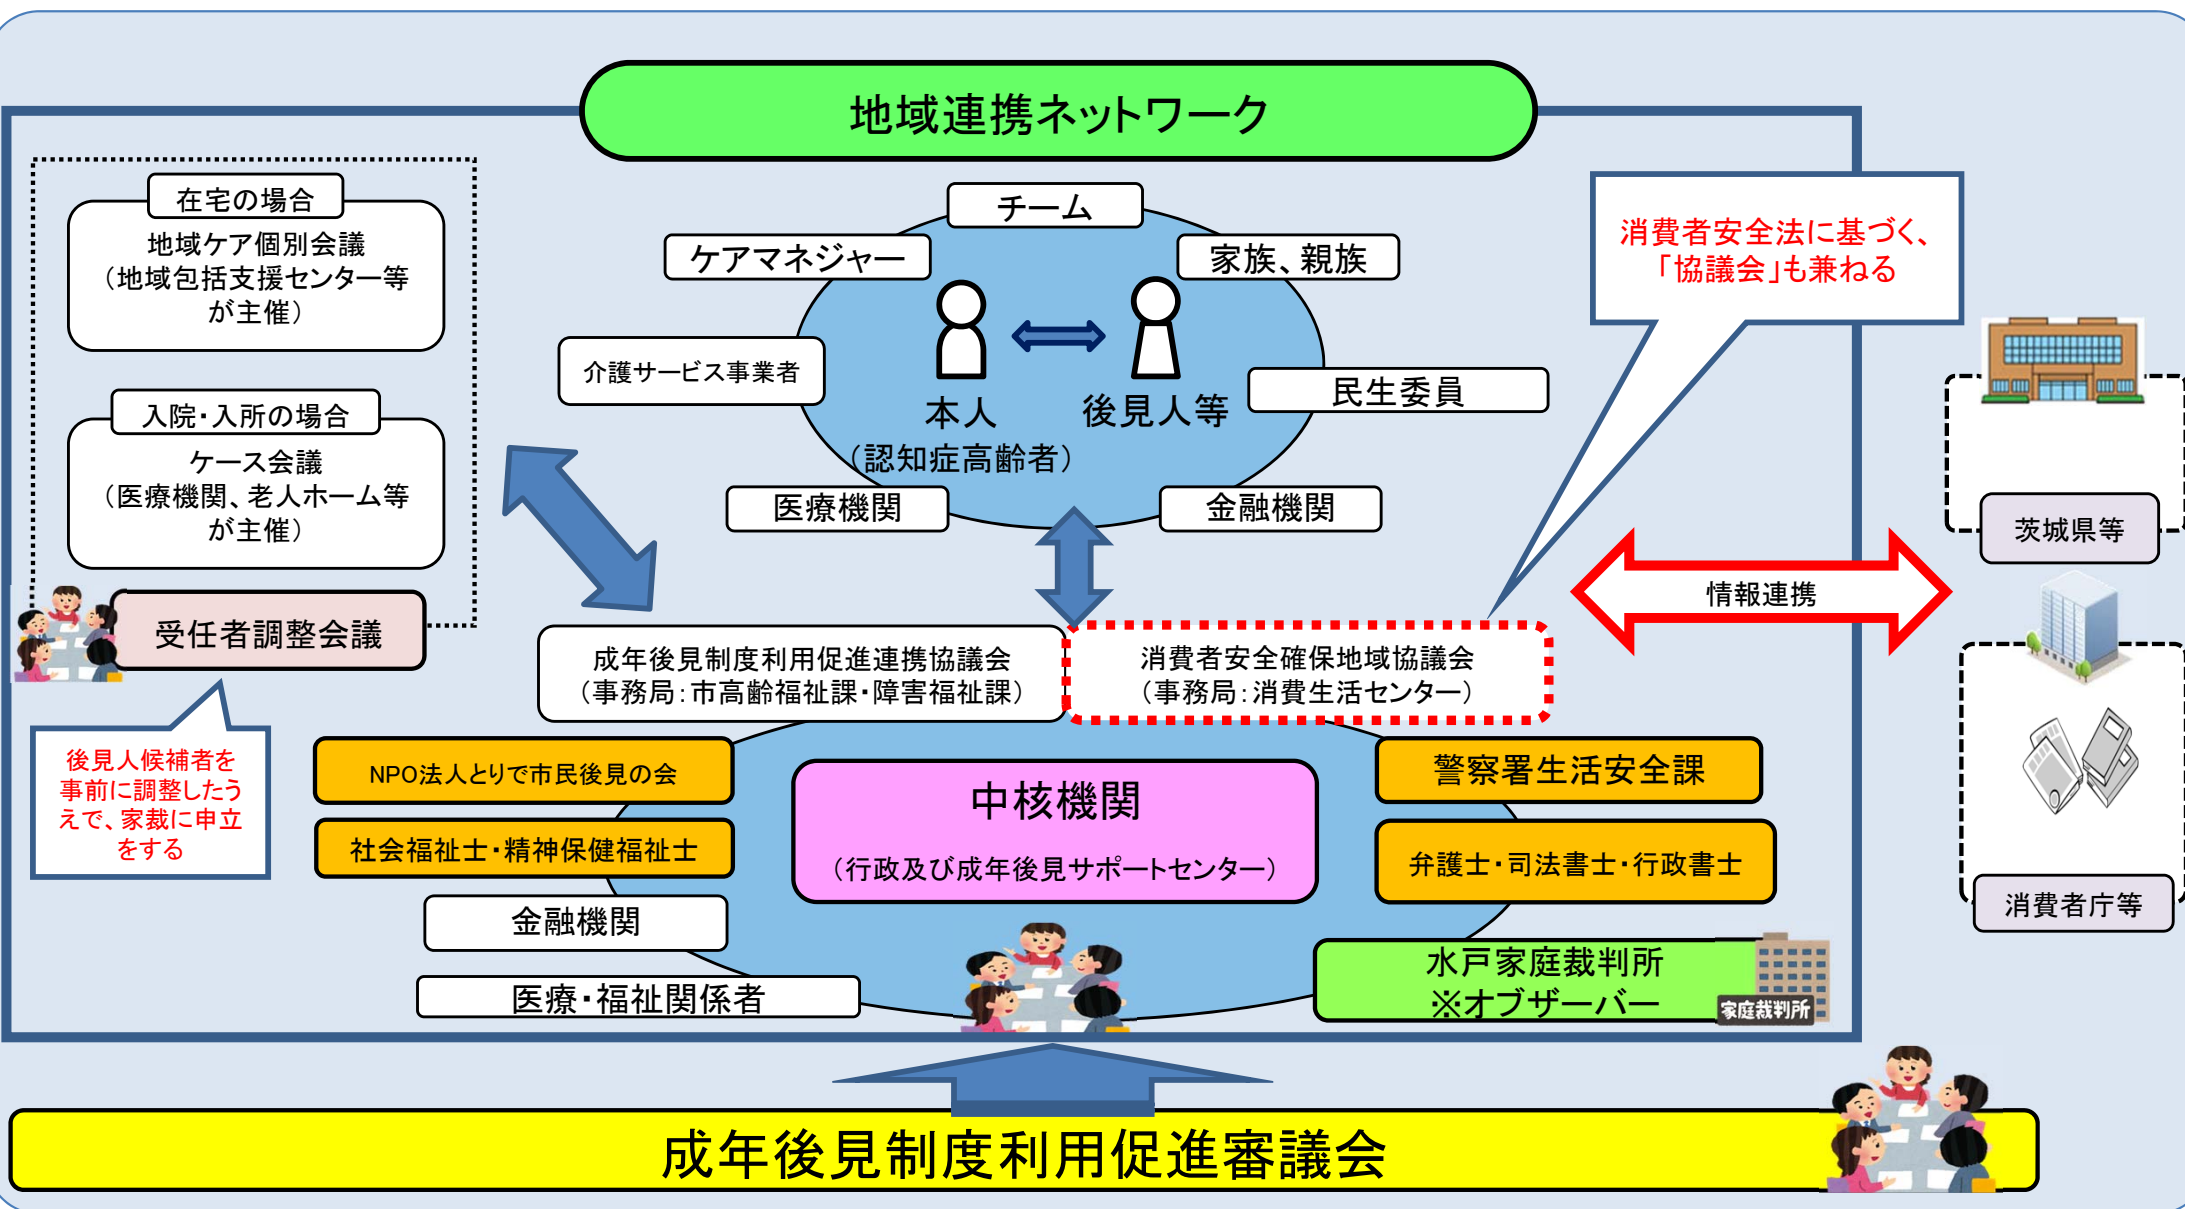 地域連携ネットワーク
在宅の場合
地域ケア個別会議
（地域包括支援センター等
が主催）
入院・入所の場合
ケース会議
（医療機関、老人ホーム等
が主催）
受任者調整会議
後見人候補者を
事前に調整したう
えで、家裁に申立
をする
チーム
ケアマネジャー
家族、親族
介護サービス事業者
民生委員
本人
後見人等
（認知症高齢者）
医療機関
金融機関
消費者安全法に基づく、
「協議会」も兼ねる
情報連携
茨城県等
消費者庁等
成年後見制度利用促進連携協議会
（事務局：市高齢福祉課・障害福祉課）
消費者安全確保地域協議会
（事務局：消費生活センター）
NPO法人とりで市民後見の会
社会福祉士・精神保健福祉士
金融機関
医療・福祉関係者
中核機関
（行政及び成年後見サポートセンター）
警察署生活安全課
弁護士・司法書士・行政書士
水戸家庭裁判所
※オブザーバー
家庭裁判所
成年後見制度利用促進審議会